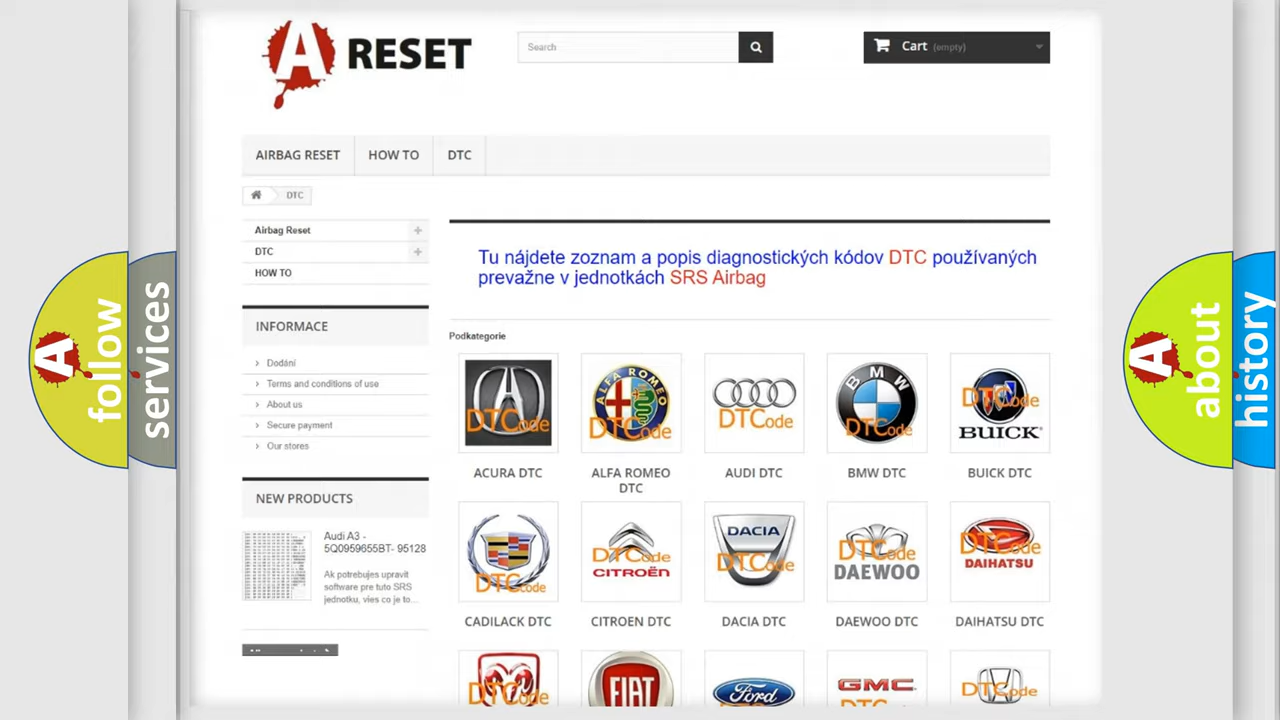 A RESET
Search
Cart (empty)
AIRBAG RESET
HOW TO
DTC
DTC
Airbag Reset
DTC
HOW TO
INFORMACE
Dodání
Terms and conditions of use
About us
Secure payment
Our stores
NEW PRODUCTS
Audi A3 -
5Q0959655BT- 95128
Ak potrebujes upravit
software pre tuto SRS
jednotku, vies co je to...
Tu nájdete zoznam a popis diagnostických kódov DTC používaných
prevažne v jednotkách SRS Airbag
Podkategorie
DTCode
ALFA ROMEO
DTCode
DTCode
BMW
DTCode
DTCode
BUICK
ACURA DTC
ALFA ROMEO
DTC
AUDI DTC
BMW DTC
BUICK DTC
DTCode
DTCode
CITROËN
DACIA
DTCode
DTCode
DAEWOO
DTCode
DAIHATSU
CADILACK DTC
CITROEN DTC
DACIA DTC
DAEWOO DTC
DAIHATSU DTC
DTCode
FIAT
Ford
GMC
DTCode
A follow
services
A about
history